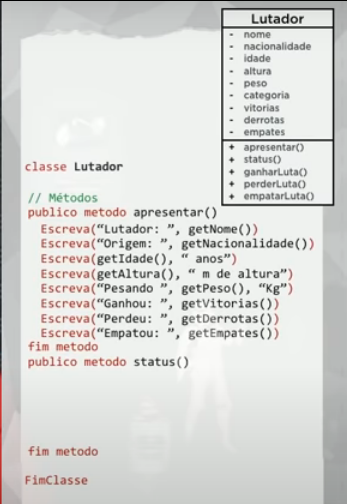 Lutador
- nome
- nacionalidade
- idade
- altura
- peso
- categoria
- vitorias
- derrotas
- empates
+ apresentar()
+ status()
+ ganharLuta()
+ perderLuta()
+ empatarLuta()
classe Lutador
// Métodos
publico metodo apresentar()
Escreva(“Lutador: ”, getNome())
Escreva(“Origem: ”, getNacionalidade())
Escreva(getIdade(), “ anos”)
Escreva(getAltura(), “ m de altura”)
Escreva(“Pesando ”, getPeso(), “Kg”)
Escreva(“Ganhou: ”, getVitorias())
Escreva(“Perdeu: ”, getDerrotas())
Escreva(“Empatou: ”, getEmpates())
fim metodo
publico metodo status()
fim metodo
FimClasse